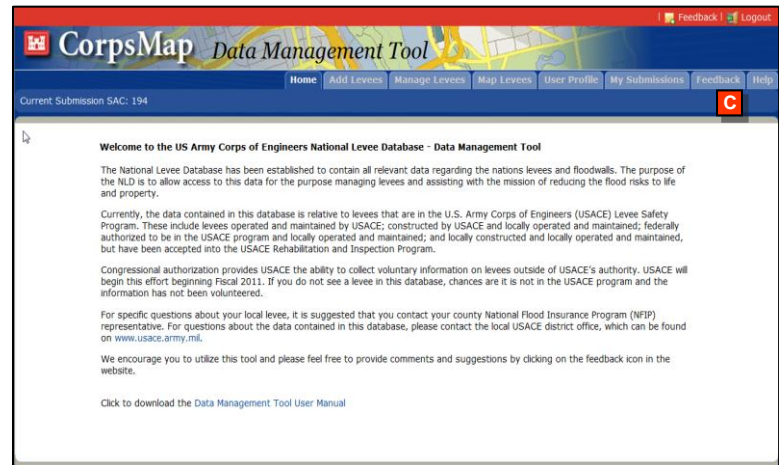 | Feedback | Logout
CorpsMap Data Management Tool
Home Add Levees Manage Levees Map Levees User Profile My Submissions Feedback Help
Current Submission SAC: 194
C
Welcome to the US Army Corps of Engineers National Levee Database - Data Management Tool
The National Levee Database has been established to contain all relevant data regarding the nations levees and floodwalls. The purpose of
the NLD is to allow access to this data for the purpose managing levees and assisting with the mission of reducing the flood risks to life
and property.
Currently, the data contained in this database is relative to levees that are in the U.S. Army Corps of Engineers (USACE) Levee Safety
Program. These include levees operated and maintained by USACE; constructed by USACE and locally operated and maintained; federally
authorized to be in the USACE program and locally operated and maintained; and locally constructed and locally operated and maintained,
but have been accepted into the USACE Rehabilitation and Inspection Program.
Congressional authorization provides USACE the ability to collect voluntary information on levees outside of USACE's authority. USACE will
begin this effort beginning Fiscal 2011. If you do not see a levee in this database, chances are it is not in the USACE program and the
information has not been volunteered.
For specific questions about your local levee, it is suggested that you contact your county National Flood Insurance Program (NFIP)
representative. For questions about the data contained in this database, please contact the local USACE district office, which can be found
on www.usace.army.mil.
We encourage you to utilize this tool and please feel free to provide comments and suggestions by clicking on the feedback icon in the
website.
Click to download the Data Management Tool User Manual